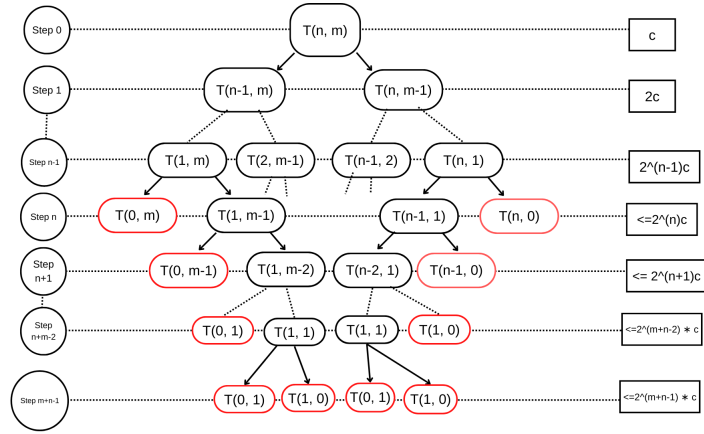 Step 0
T(n, m)
c
Step 1
T(n-1, m)
T(n, m-1)
2c
Step n-1
T(1, m)
T(2, m-1)
T(n-1, 2)
T(n, 1)
2^(n-1)c
Step n
T(0, m)
T(1, m-1)
T(n-1, 1)
T(n, 0)
<=2^(n)c
Step
n+1
T(0, m-1)
T(1, m-2)
T(n-2, 1)
T(n-1, 0)
<= 2^(n+1)c
Step
n+m-2
T(0, 1)
T(1, 1)
T(1, 1)
T(1, 0)
<=2^(m+n-2) * c
Step m+n-1
T(0, 1)
T(1, 0)
T(0, 1)
T(1, 0)
<=2^(m+n-1) * c